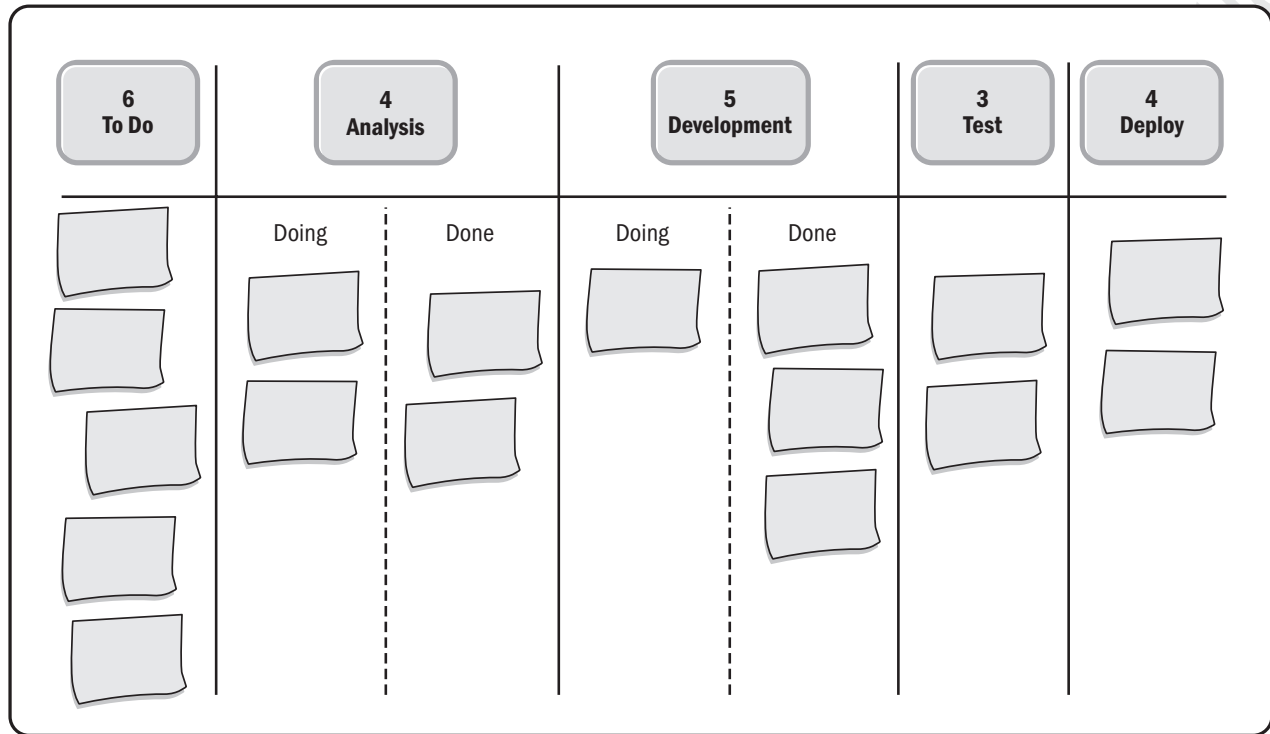 6
To Do
4
Analysis
5
Development
3
Test
4
Deploy
Doing
Done
Doing
Done